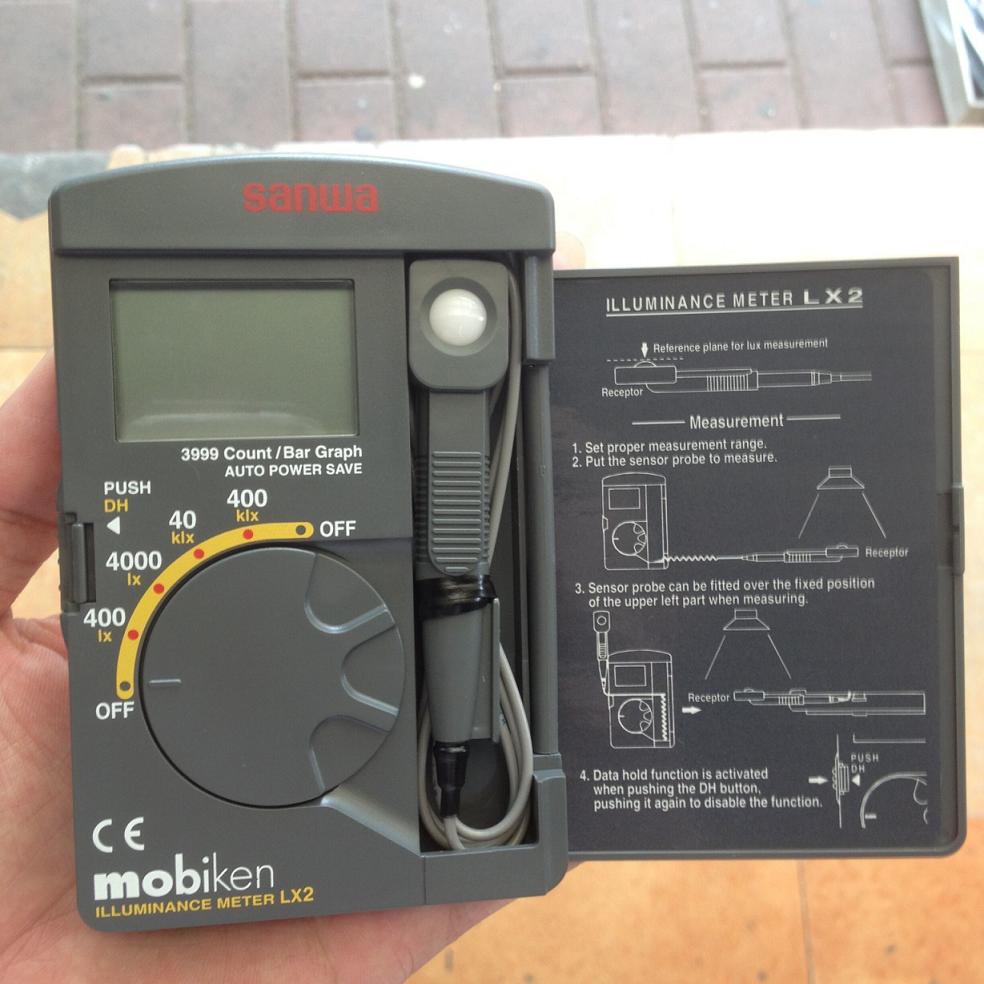 sanwa
3999 Count / Bar Graph
AUTO POWER SAVE
PUSH
DH
400
klx
OFF
40
klx
4000
lx
400
lx
OFF
CE
mobiken
ILLUMINANCE METER LX2
ILLUMINANCE METER LX2
Reference plane for lux measurement
Receptor
Measurement
1. Set proper measurement range.
2. Put the sensor probe to measure.
Receptor
3. Sensor probe can be fitted over the fixed position
of the upper left part when measuring.
Receptor
4. Data hold function is activated
when pushing the DH button,
pushing it again to disable the function.
PUSH
DH